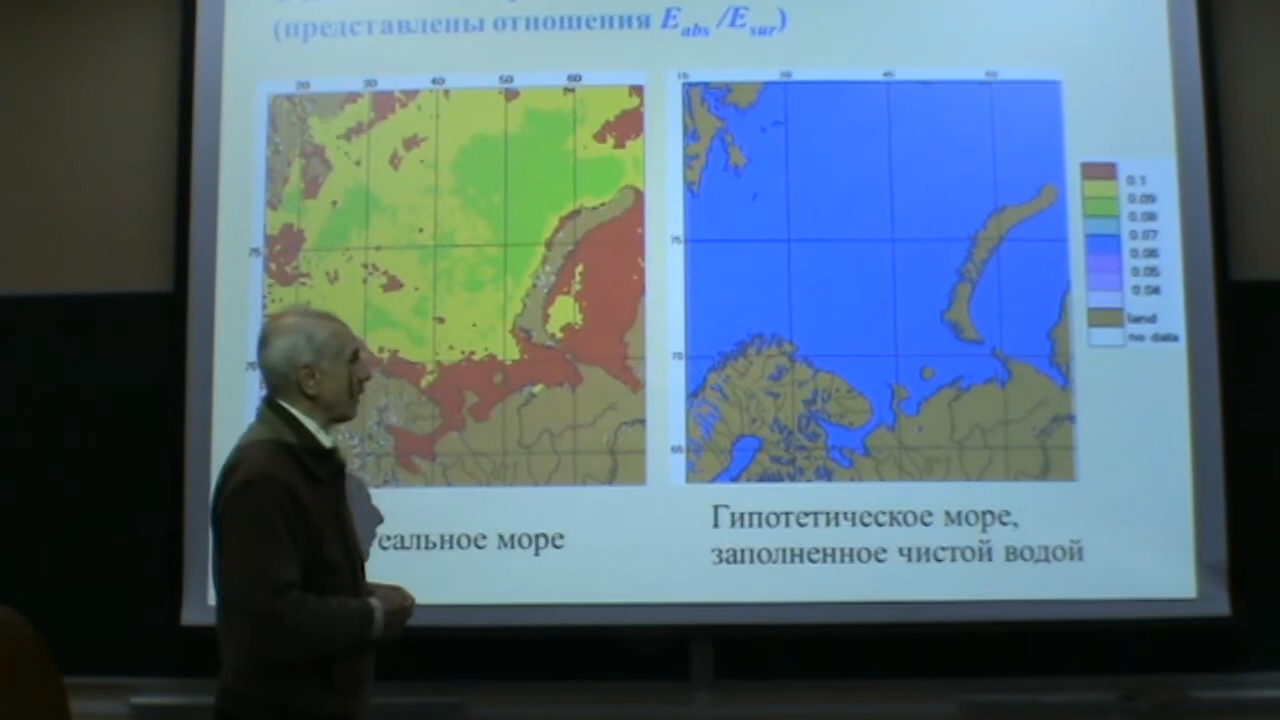 (представлены отношения E abs /E sur)
20 30 40 50 60
15 30 45 60
75
70
75
70
65
0.1
0.09
0.08
0.07
0.06
0.05
0.04
land
no data
еальное море
Гипотетическое море,
заполненное чистой водой